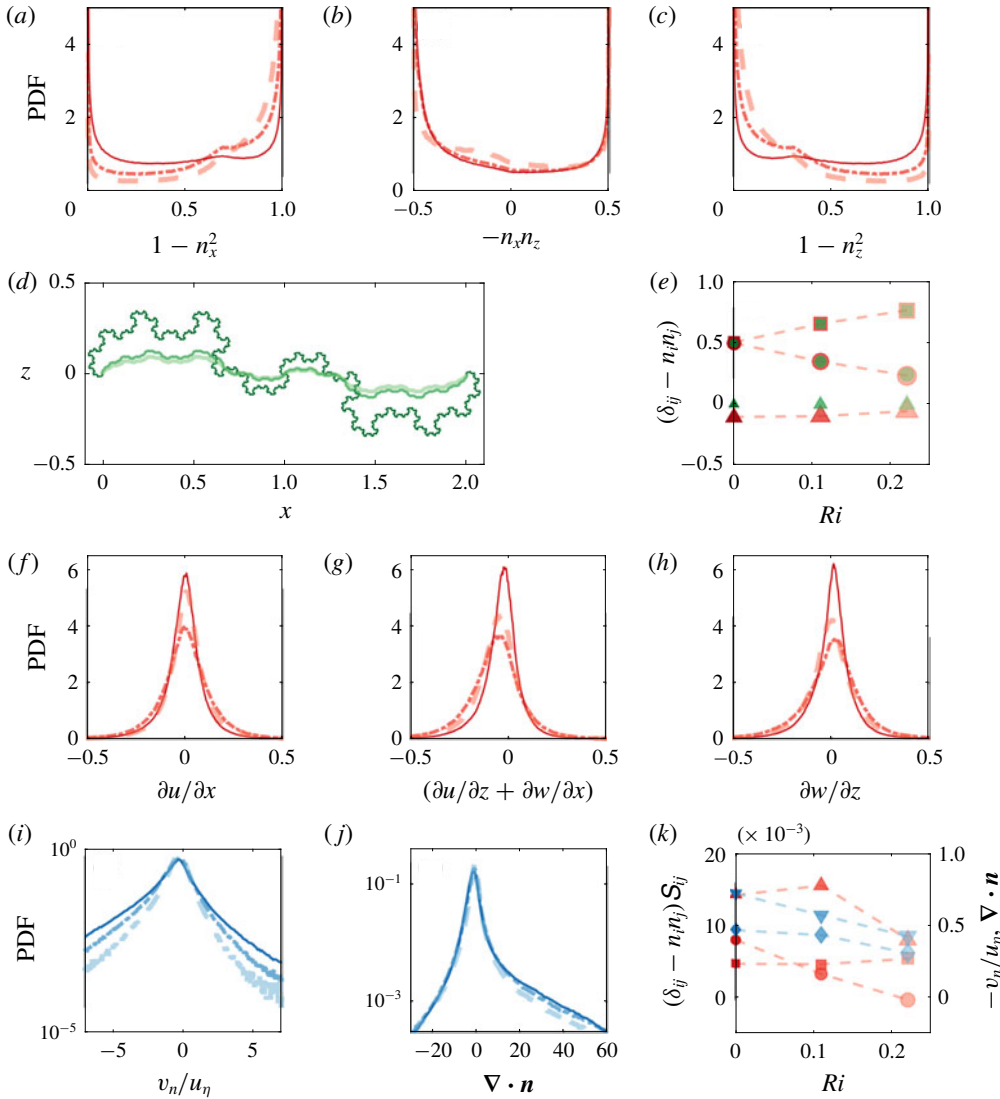 (a) (b) (c)
PDF
4
2
0 0.5 1.0
1 − n_x^2
4
2
0
−0.5 0 0.5
−n_x n_z
4
2
0 0.5 1.0
1 − n_z^2
(d) (e)
0.5
z 0
−0.5
0 0.5 1.0 1.5 2.0
x
(δ_ij − n_i n_j)
1.0
0.5
0
−0.5
0 0.1 0.2
Ri
(f) (g) (h)
PDF
6
4
2
0
−0.5 0 0.5
∂u/∂x
6
4
2
0
−0.5 0 0.5
(∂u/∂z + ∂w/∂x)
6
4
2
0
−0.5 0 0.5
∂w/∂z
(i) (j) (k)
PDF
10^0
10^−5
−5 0 5
v_n/u_η
10^−1
10^−3
−20 0 20 40 60
∇ · n
(× 10^−3)
(δ_ij − n_i n_j)S_ij
20
10
0
1.0
0.5
0
−v_n/u_η, ∇ · n
0 0.1 0.2
Ri